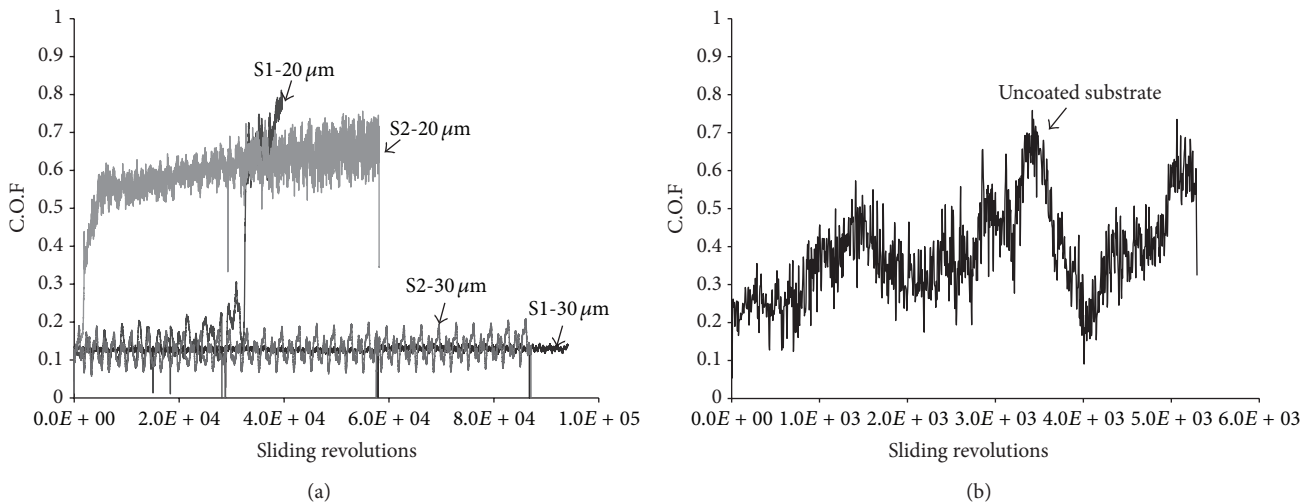 1
0.9
0.8
0.7
0.6
0.5
0.4
0.3
0.2
0.1
0
C.O.F
S1-20 μm
S2-20 μm
S2-30 μm
S1-30 μm
0.0E + 00 2.0E + 04 4.0E + 04 6.0E + 04 8.0E + 04 1.0E + 05
Sliding revolutions
(a)
1
0.9
0.8
0.7
0.6
0.5
0.4
0.3
0.2
0.1
0
C.O.F
Uncoated substrate
0.0E + 00 1.0E + 03 2.0E + 03 3.0E + 03 4.0E + 03 5.0E + 03 6.0E + 03
Sliding revolutions
(b)